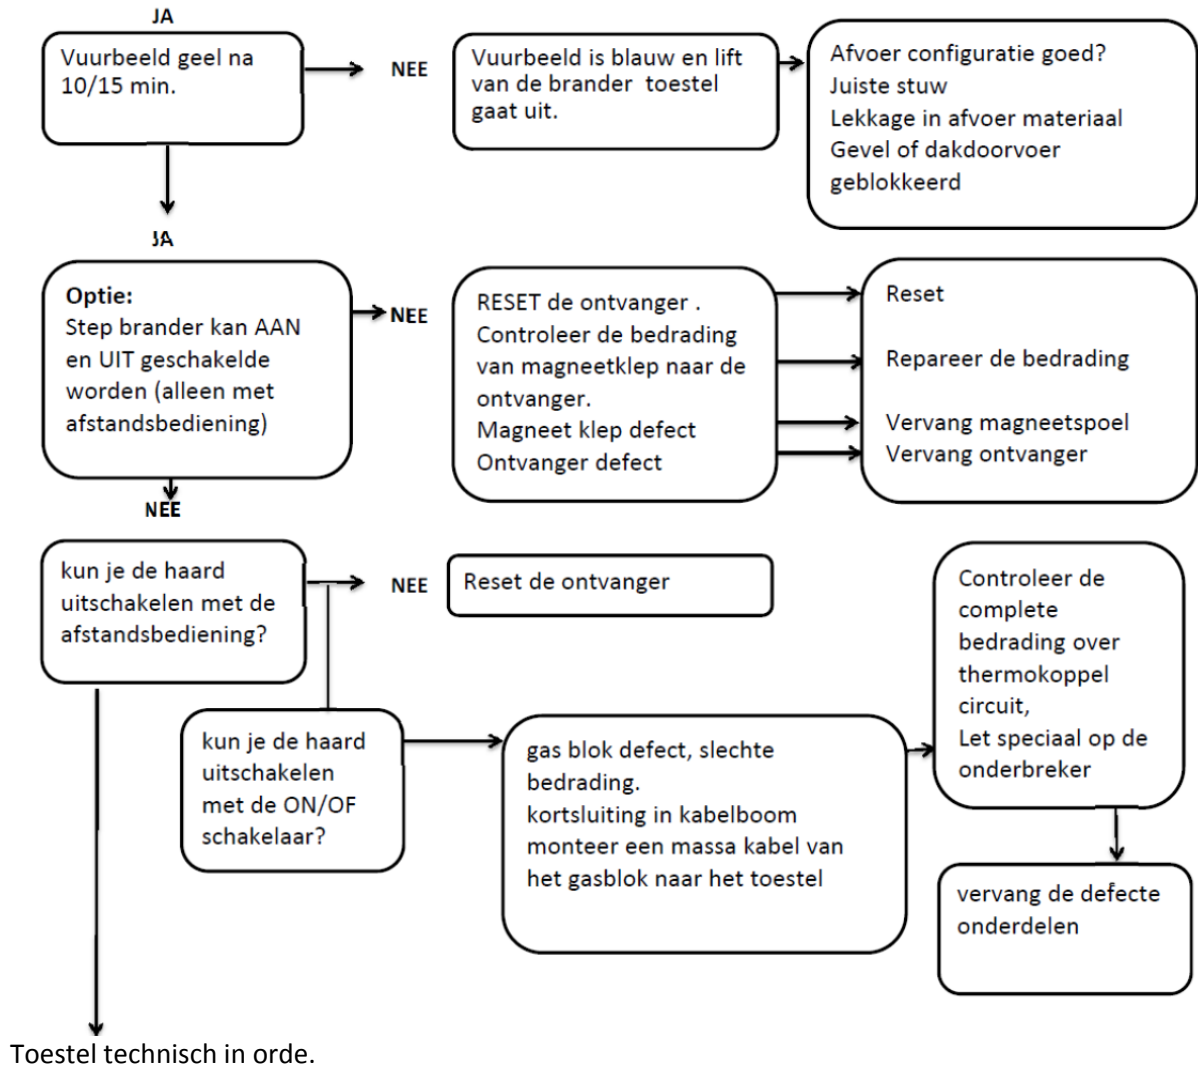 JA
Vuurbeeld geel na
10/15 min.
NEE
Vuurbeeld is blauw en lift
van de brander toestel
gaat uit.
Afvoer configuratie goed?
Juiste stuw
Lekkage in afvoer materiaal
Gevel of dakdoorvoer
geblokkeerd
JA
Optie:
Step brander kan AAN
en UIT geschakelde
worden (alleen met
afstandsbediening)
NEE
RESET de ontvanger .
Controleer de bedrading
van magneetklep naar de
ontvanger.
Magneet klep defect
Ontvanger defect
Reset
Repareer de bedrading
Vervang magneetspoel
Vervang ontvanger
NEE
kun je de haard
uitschakelen met de
afstandsbediening?
NEE
Reset de ontvanger
kun je de haard
uitschakelen
met de ON/OF
schakelaar?
gas blok defect, slechte
bedrading.
kortsluiting in kabelboom
monteer een massa kabel van
het gasblok naar het toestel
Controleer de
complete
bedrading over
thermokoppel
circuit,
Let speciaal op de
onderbreker
vervang de defecte
onderdelen
Toestel technisch in orde.